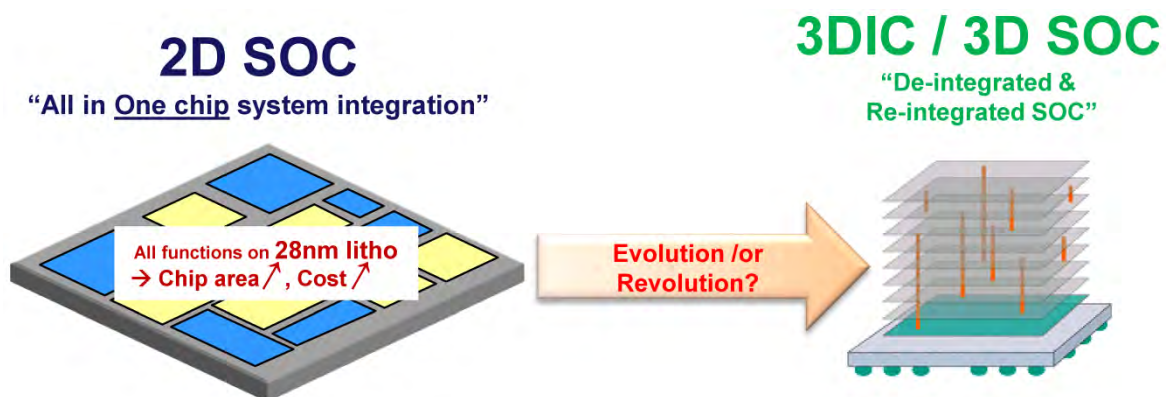 2D SOC
“All in One chip system integration”
All functions on 28nm litho
→ Chip area↗, Cost↗
Evolution /or
Revolution?
3DIC / 3D SOC
“De-integrated &
Re-integrated SOC”